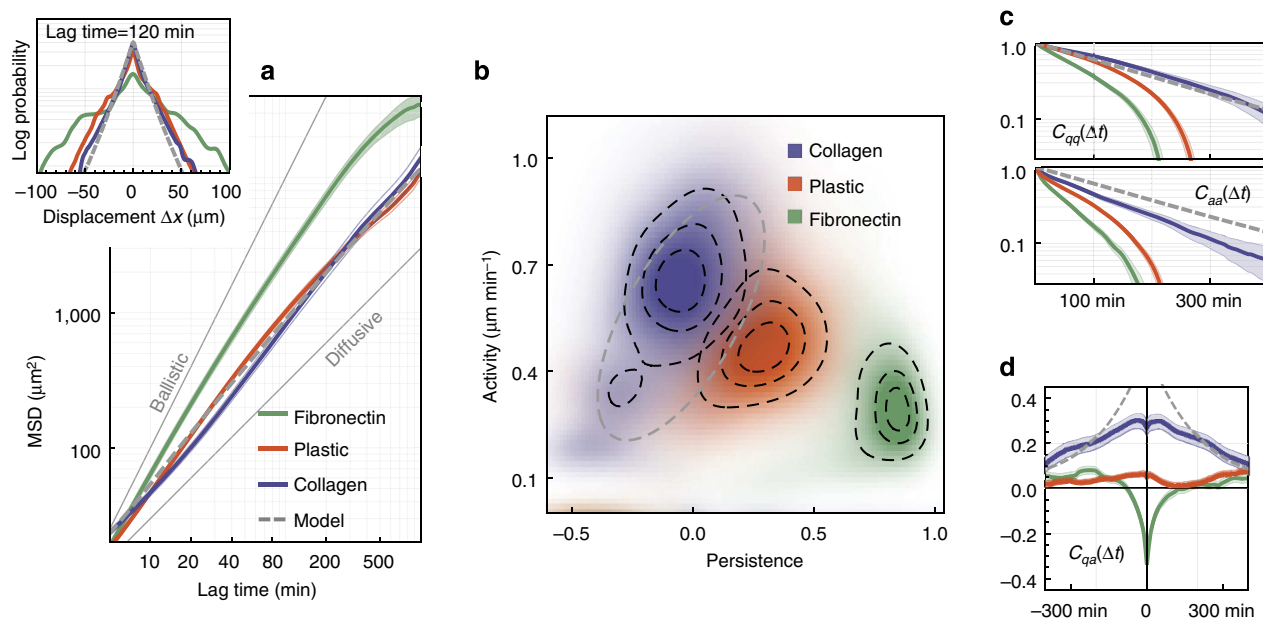 Lag time=120 min
Log probability
−100 −50 0 50 100
Displacement Δx (μm)
a
Ballistic
Diffusive
1,000
100
MSD (μm²)
Fibronectin
Plastic
Collagen
Model
10 20 40 80 200 500
Lag time (min)
b
Collagen
Plastic
Fibronectin
1.0
0.7
0.4
0.1
Activity (μm min⁻¹)
−0.5 0.0 0.5 1.0
Persistence
c
1.0
0.1
Cqq(Δt)
1.0
0.1
Caa(Δt)
100 min 300 min
d
0.4
0.2
0.0
−0.2
−0.4
Cqa(Δt)
−300 min 0 300 min